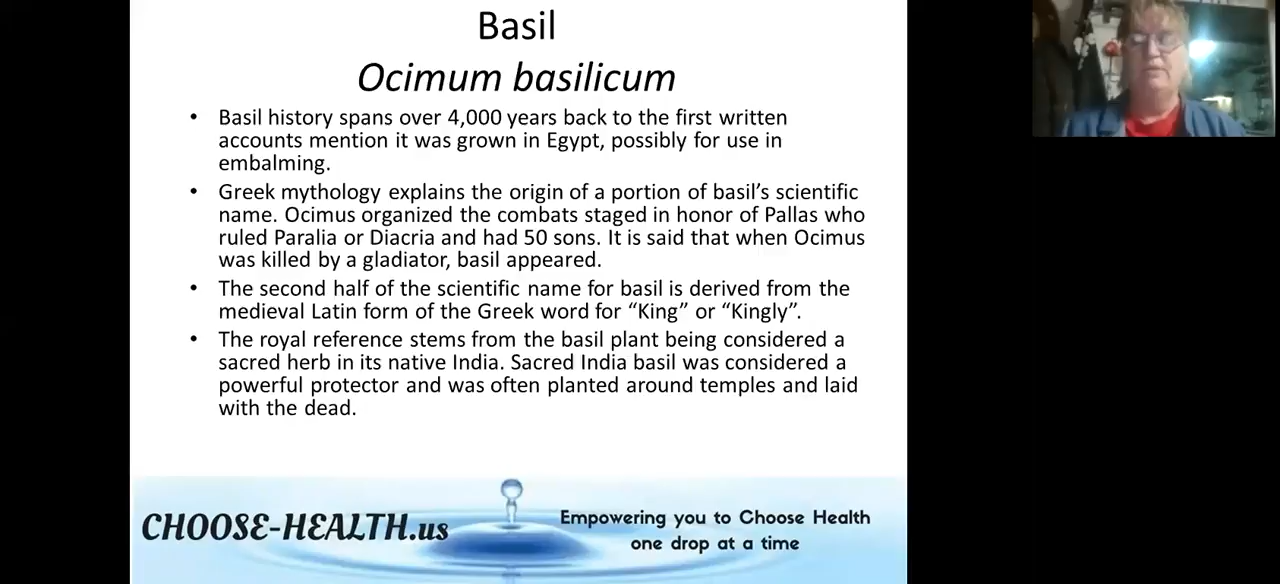 Basil
Ocimum basilicum
• Basil history spans over 4,000 years back to the first written
accounts mention it was grown in Egypt, possibly for use in
embalming.
• Greek mythology explains the origin of a portion of basil’s scientific
name. Ocimus organized the combats staged in honor of Pallas who
ruled Paralia or Diacria and had 50 sons. It is said that when Ocimus
was killed by a gladiator, basil appeared.
• The second half of the scientific name for basil is derived from the
medieval Latin form of the Greek word for “King” or “Kingly”.
• The royal reference stems from the basil plant being considered a
sacred herb in its native India. Sacred India basil was considered a
powerful protector and was often planted around temples and laid
with the dead.
CHOOSE-HEALTH.us
Empowering you to Choose Health
one drop at a time